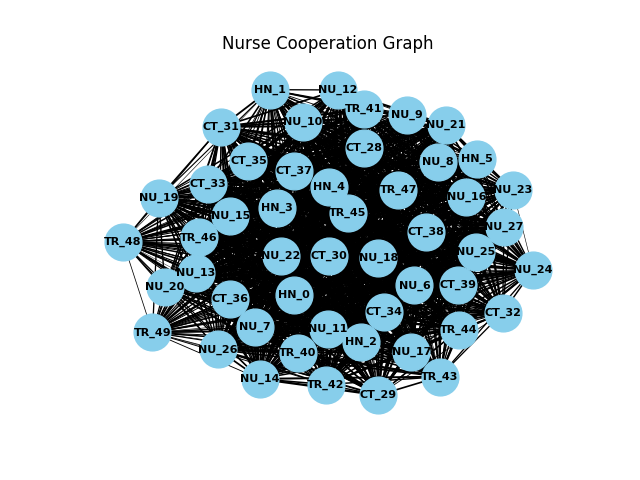 Nurse Cooperation Graph
HN_1
NU_12
TR_41
NU_9
NU_10
NU_21
CT_31
CT_28
CT_35
NU_8
HN_5
CT_37
CT_33
HN_4
TR_47
NU_23
NU_19
NU_16
HN_3
TR_45
NU_15
NU_27
CT_38
TR_46
TR_48
NU_25
NU_22
CT_30
NU_18
NU_24
NU_13
NU_20
NU_6
CT_39
HN_0
CT_36
CT_34
CT_32
NU_7
NU_11
TR_44
TR_49
HN_2
NU_26
TR_40
NU_17
NU_14
TR_43
TR_42
CT_29